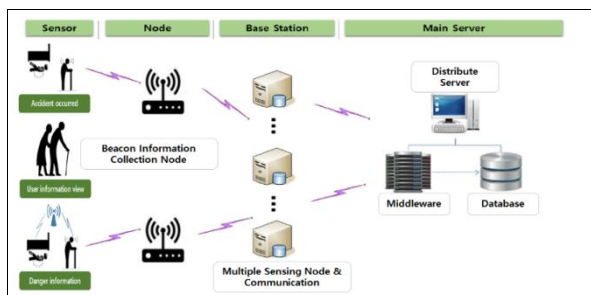 Sensor
Node
Base Station
Main Server
Accident occurred
Distribute
Server
Beacon Information
Collection Node
User information view
Middleware
Database
Danger information
Multiple Sensing Node &
Communication